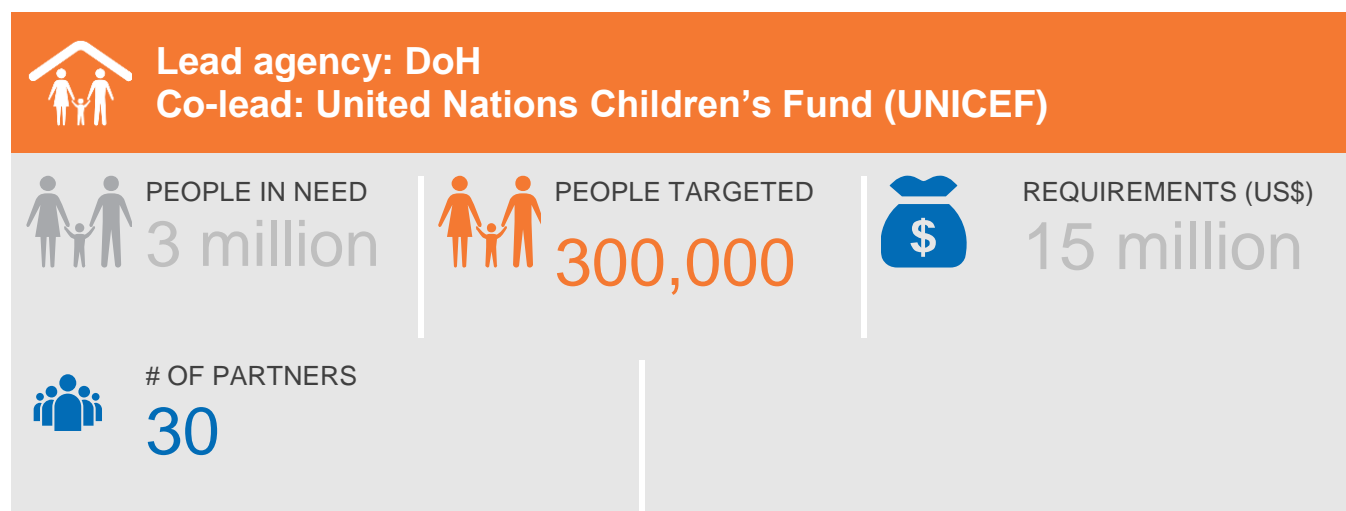 Lead agency: DoH
Co-lead: United Nations Children’s Fund (UNICEF)
PEOPLE IN NEED
3 million
PEOPLE TARGETED
300,000
$
REQUIREMENTS (US$)
15 million
# OF PARTNERS
30